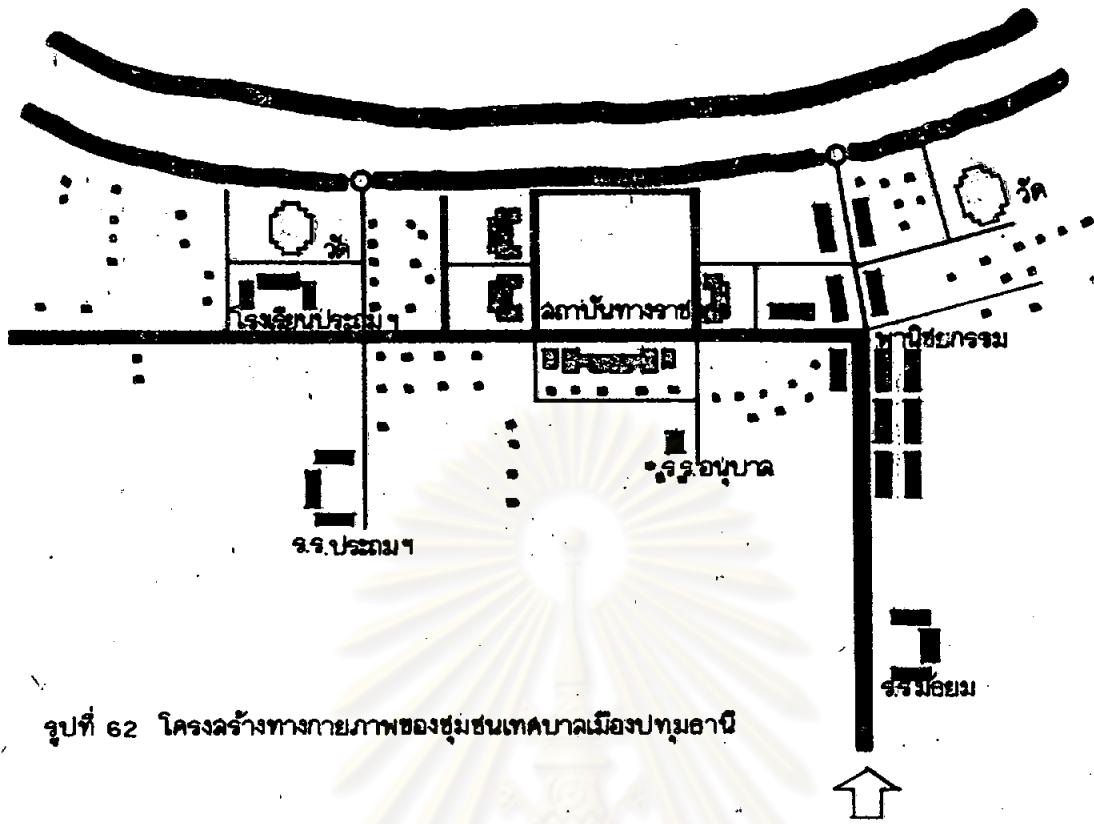 วัด
วัด
โรงเรียนประถม ฯ
สถาบันทางราช
พานิชยกรรม
ร.ร.อนุบาล
ร.ร.ประถม ฯ
ร.ร.มัธยม
รูปที่ 62 โครงสร้างทางกายภาพของชุมชนเทศบาลเมืองปทุมธานี